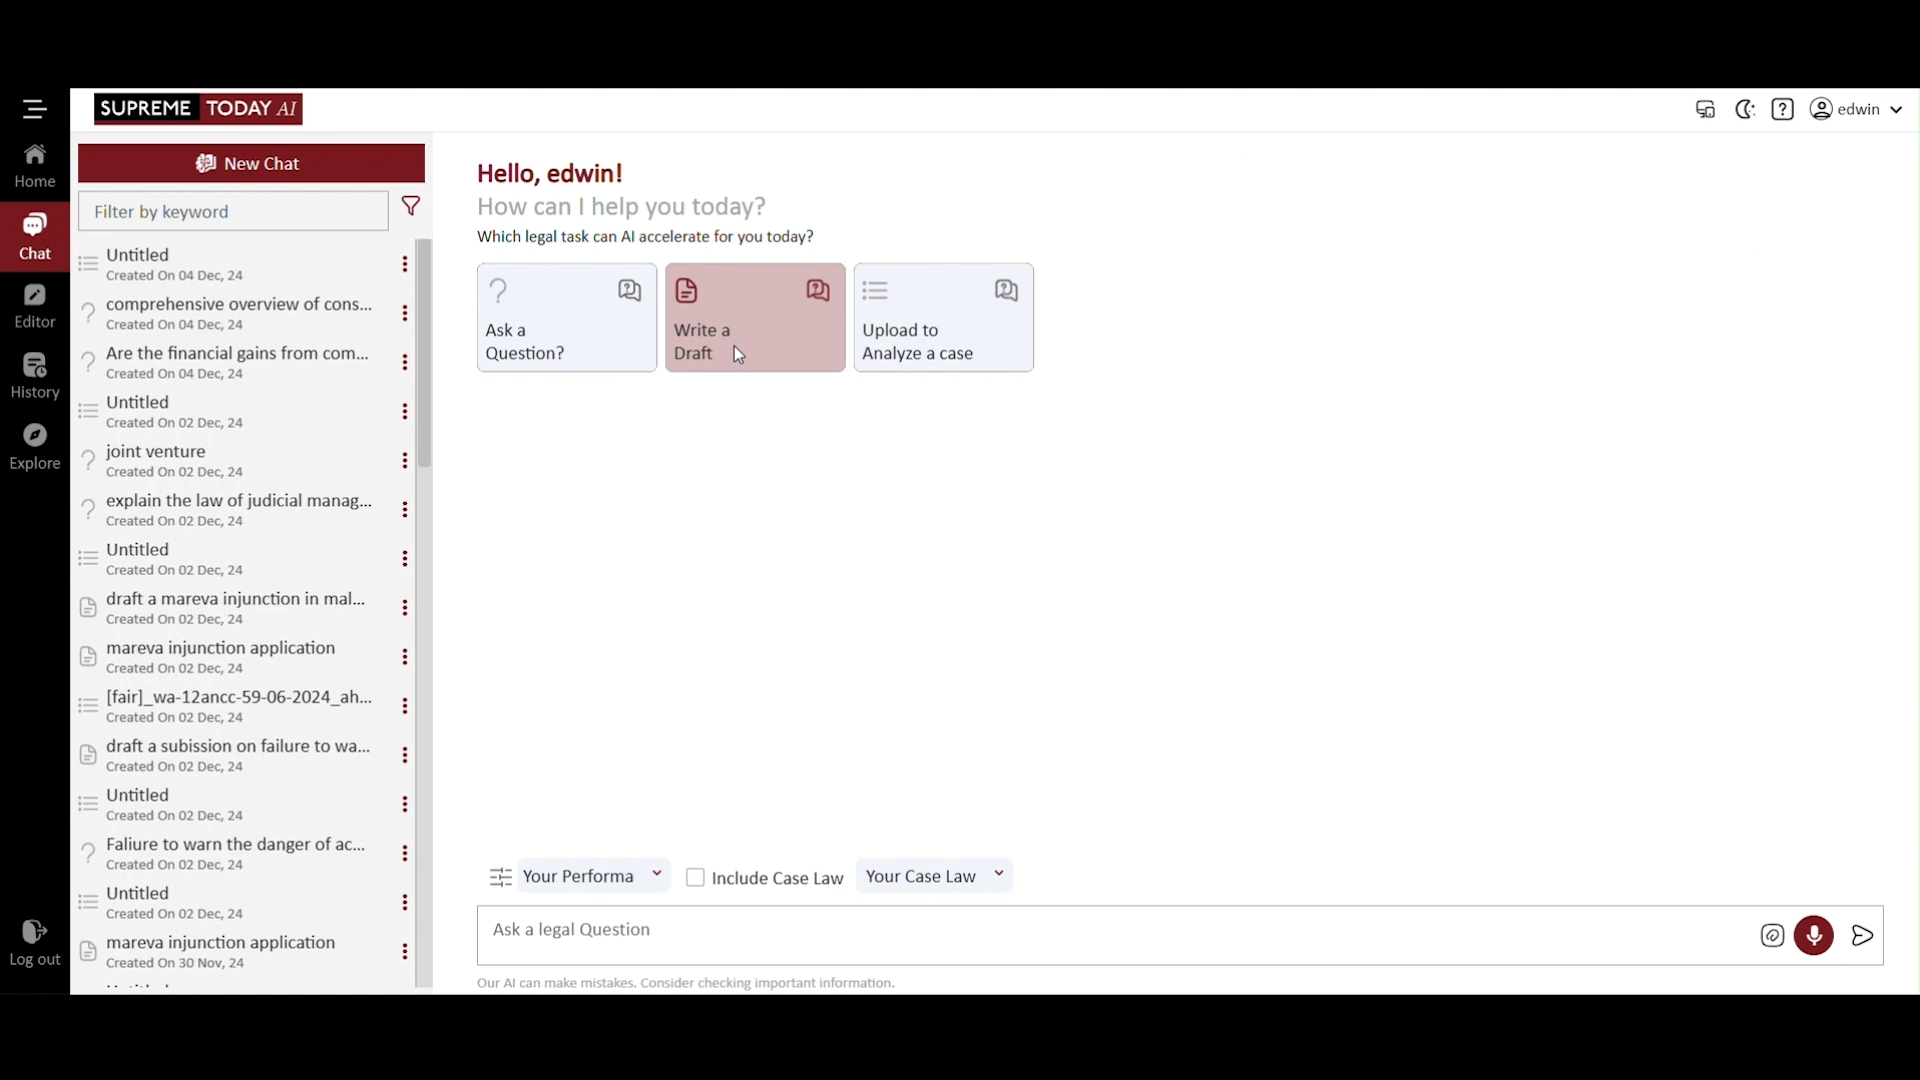 SUPREME TODAY AI
edwin
Home
Chat
Editor
History
Explore
Log out
New Chat
Filter by keyword
Untitled
Created On 04 Dec, 24
comprehensive overview of cons...
Created On 04 Dec, 24
Are the financial gains from com...
Created On 04 Dec, 24
Untitled
Created On 02 Dec, 24
joint venture
Created On 02 Dec, 24
explain the law of judicial manag...
Created On 02 Dec, 24
Untitled
Created On 02 Dec, 24
draft a mareva injunction in mal...
Created On 02 Dec, 24
mareva injunction application
Created On 02 Dec, 24
[fair]_wa-12ancc-59-06-2024_ah...
Created On 02 Dec, 24
draft a subission on failure to wa...
Created On 02 Dec, 24
Untitled
Created On 02 Dec, 24
Faliure to warn the danger of ac...
Created On 02 Dec, 24
Untitled
Created On 02 Dec, 24
mareva injunction application
Created On 30 Nov, 24
Hello, edwin!
How can I help you today?
Which legal task can AI accelerate for you today?
Ask a
Question?
Write a
Draft
Upload to
Analyze a case
Your Performa
Include Case Law
Your Case Law
Ask a legal Question
Our AI can make mistakes. Consider checking important information.